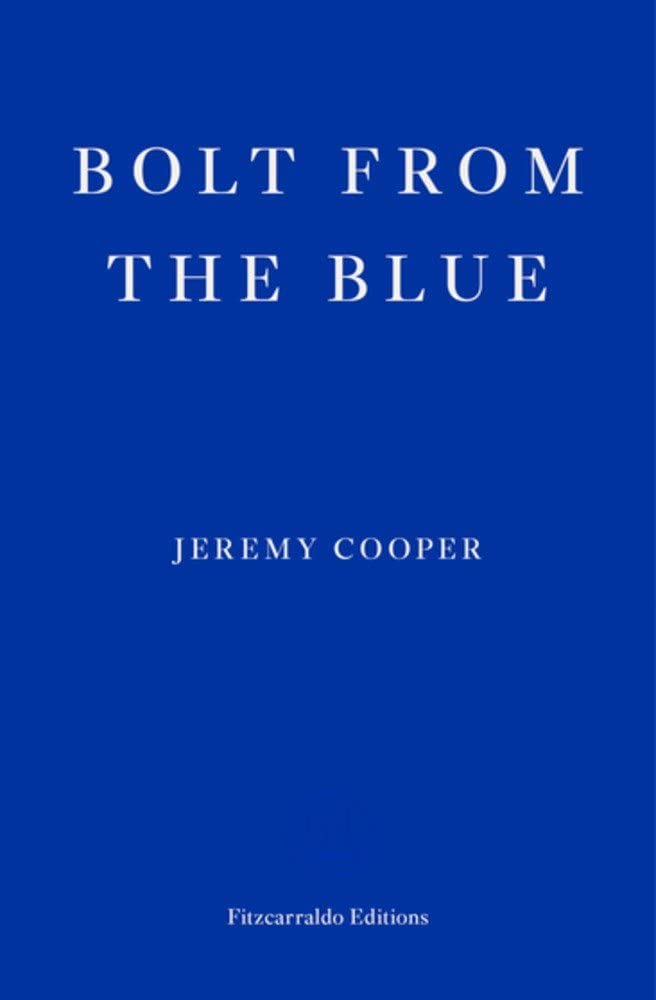 BOLT FROM
THE BLUE
JEREMY COOPER
Fitzcarraldo Editions